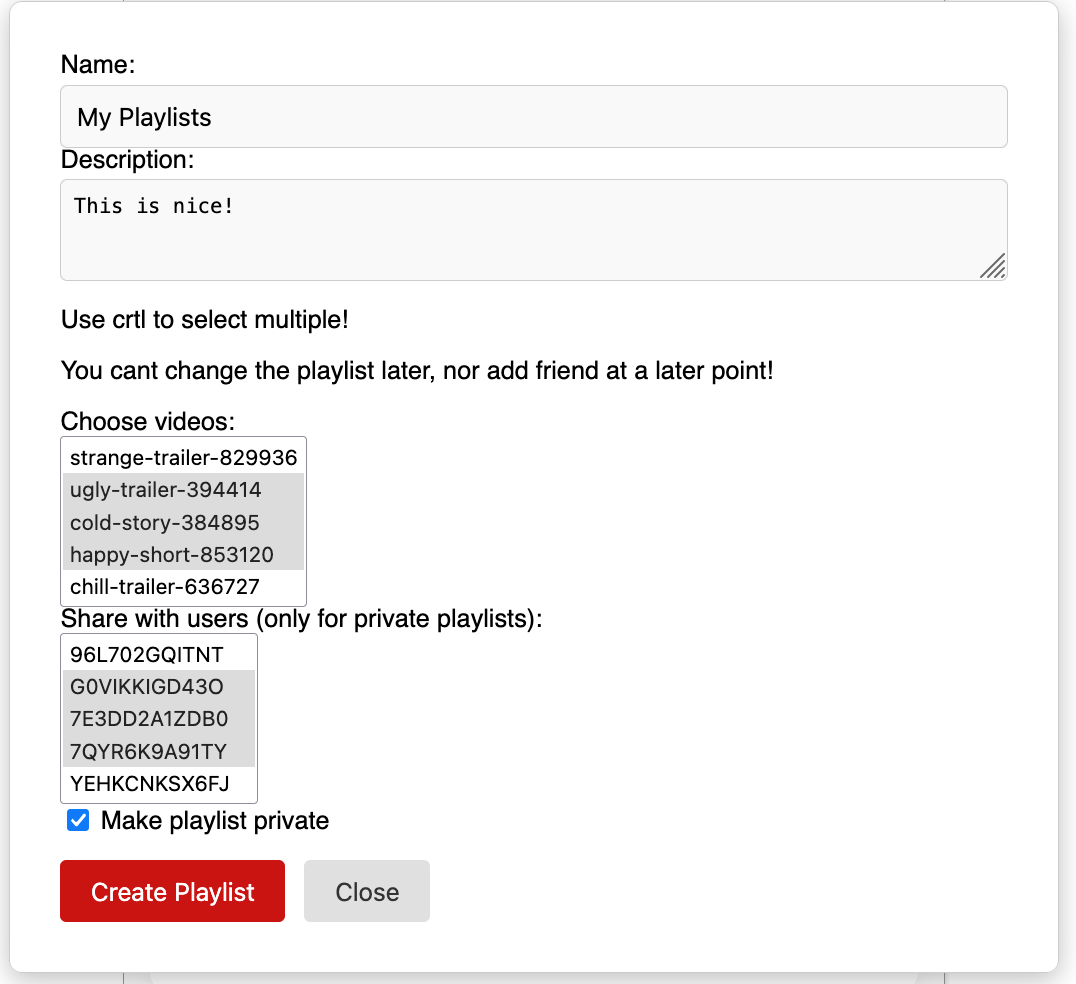 Name:
My Playlists
Description:
This is nice!
Use crtl to select multiple!
You cant change the playlist later, nor add friend at a later point!
Choose videos:
strange-trailer-829936
ugly-trailer-394414
cold-story-384895
happy-short-853120
chill-trailer-636727
Share with users (only for private playlists):
96L702GQITNT
G0VIKKIGD43O
7E3DD2A1ZDB0
7QYR6K9A91TY
YEHKCNKSX6FJ
Make playlist private
Create Playlist Close